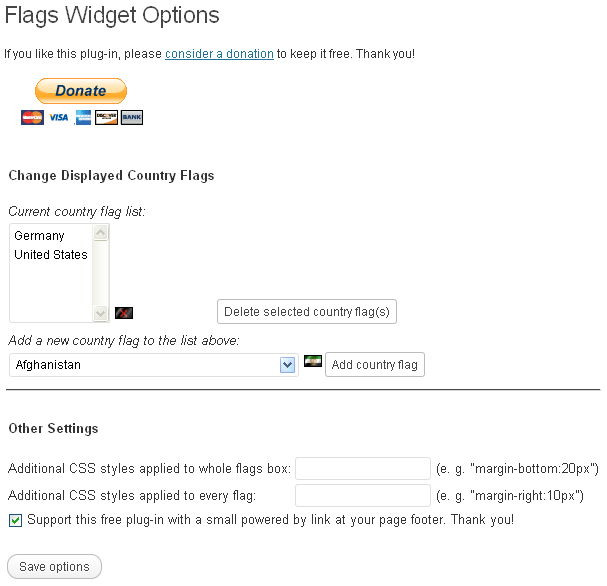 Flags Widget Options
If you like this plug-in, please consider a donation to keep it free. Thank you!
Donate
VISA
BANK
Change Displayed Country Flags
Current country flag list:
Germany
United States
Delete selected country flag(s)
Add a new country flag to the list above:
Afghanistan
Add country flag
Other Settings
Additional CSS styles applied to whole flags box: (e. g. "margin-bottom:20px")
Additional CSS styles applied to every flag: (e. g. "margin-right:10px")
Support this free plug-in with a small powered by link at your page footer. Thank you!
Save options